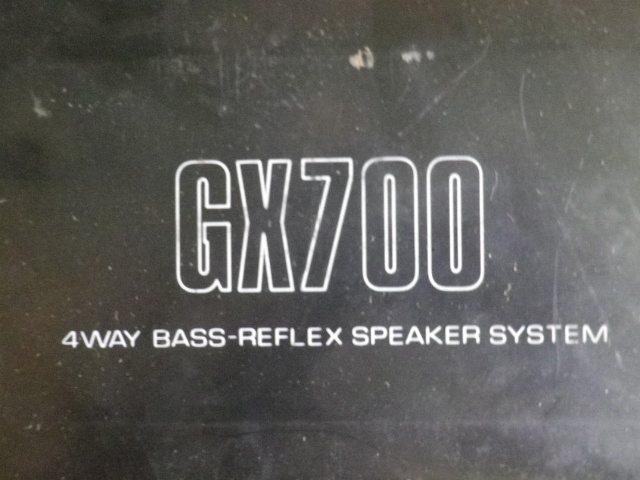 GX700
4WAY BASS-REFLEX SPEAKER SYSTEM